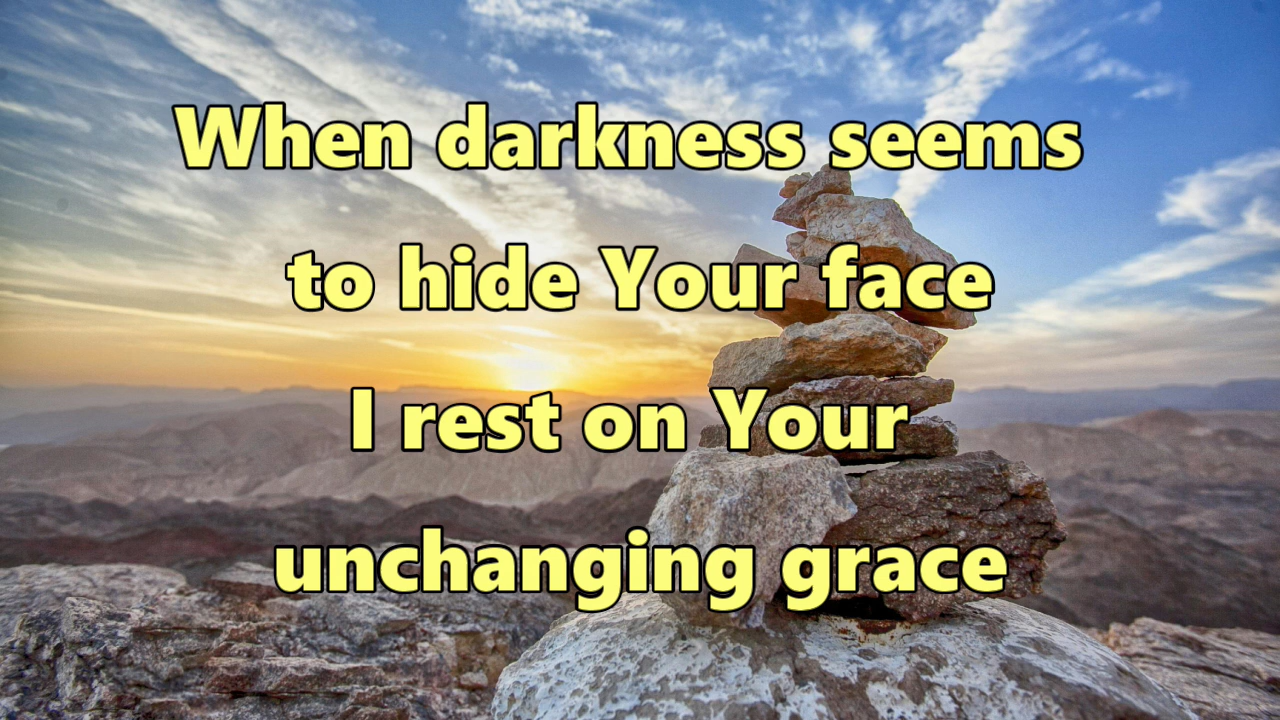 When darkness seems
to hide Your face
I rest on Your
unchanging grace